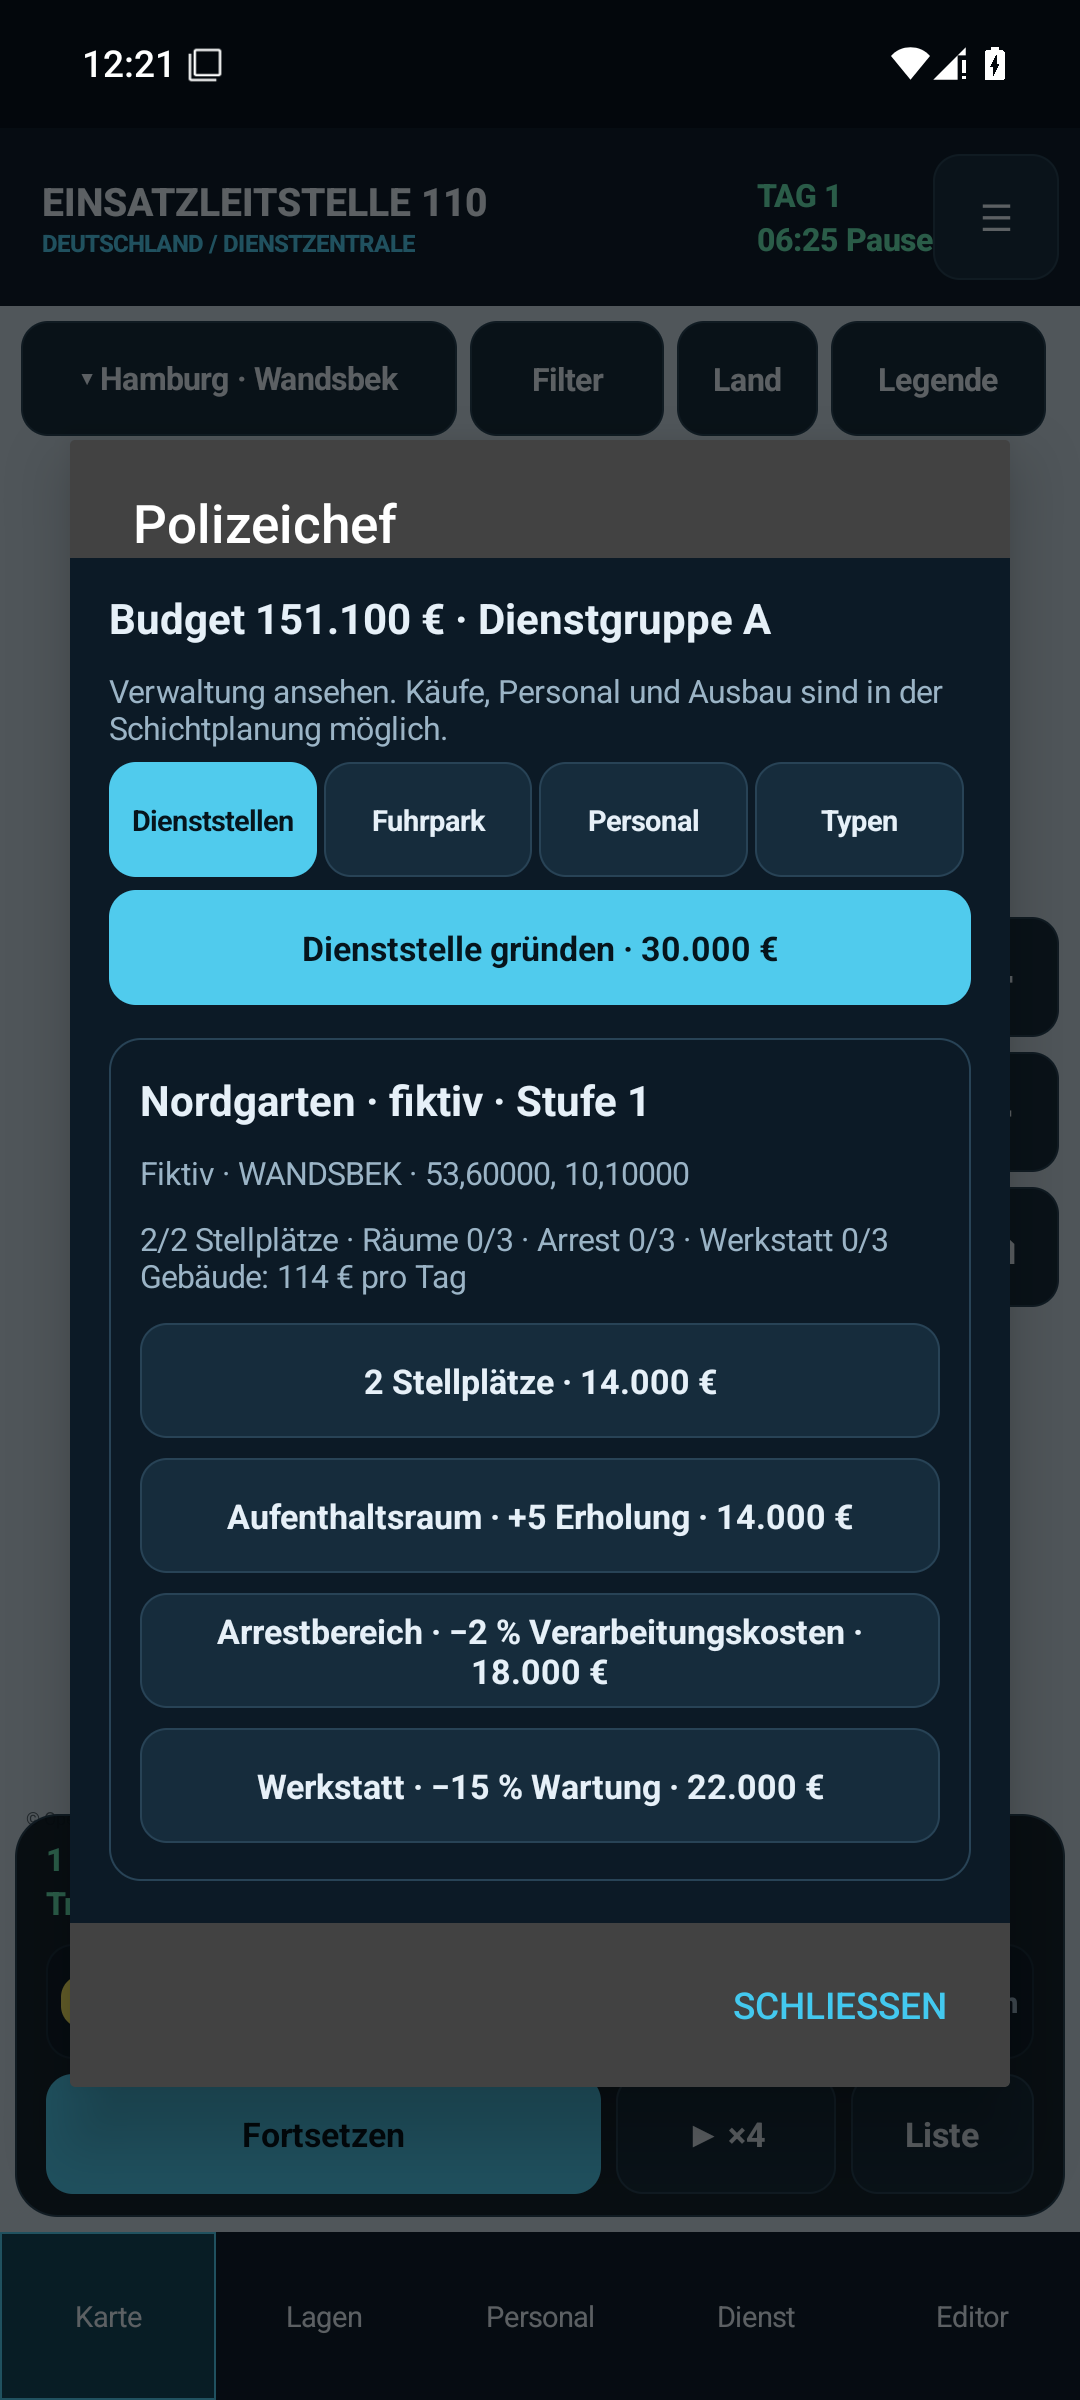 12:21
EINSATZLEITSTELLE 110
DEUTSCHLAND / DIENSTZENTRALE
TAG 1
06:25 Pause
▾ Hamburg · Wandsbek
Filter
Land
Legende
Polizeichef
Budget 151.100 € · Dienstgruppe A
Verwaltung ansehen. Käufe, Personal und Ausbau sind in der
Schichtplanung möglich.
Dienststellen
Fuhrpark
Personal
Typen
Dienststelle gründen · 30.000 €
Nordgarten · fiktiv · Stufe 1
Fiktiv · WANDSBEK · 53,60000, 10,10000
2/2 Stellplätze · Räume 0/3 · Arrest 0/3 · Werkstatt 0/3
Gebäude: 114 € pro Tag
2 Stellplätze · 14.000 €
Aufenthaltsraum · +5 Erholung · 14.000 €
Arrestbereich · −2 % Verarbeitungskosten ·
18.000 €
Werkstatt · −15 % Wartung · 22.000 €
1
SCHLIESSEN
Fortsetzen
▶ ×4
Liste
Karte
Lagen
Personal
Dienst
Editor